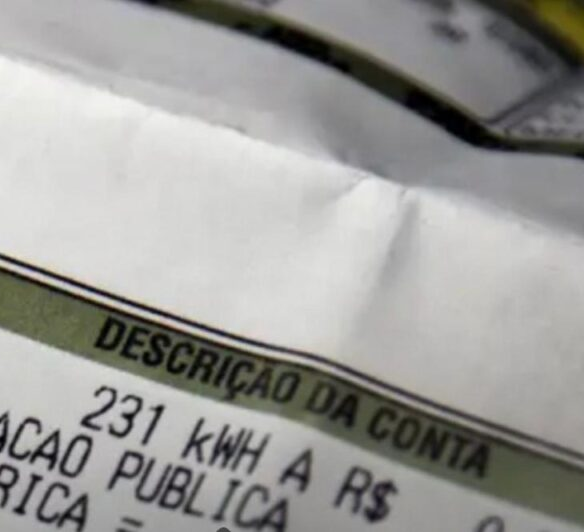 DESCRIÇÃO DA CONTA
231 kWH A R$
ACAO PUBLICA
RICA =